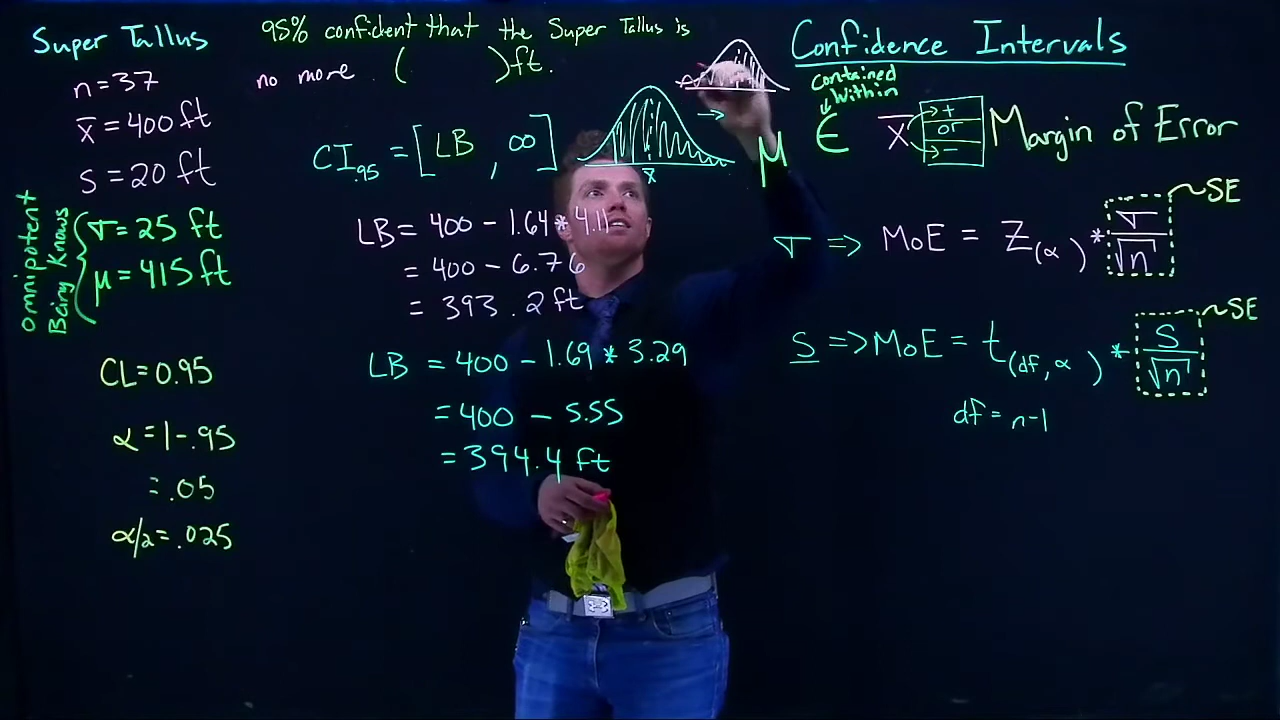 Super Tallus
n=37
x̄ = 400 ft
s = 20 ft
σ = 25 ft
μ = 415 ft
omnipotent
Being Knows
CL = 0.95
α = 1-.95
= .05
α/2 = .025
95% confident that the Super Tallus is
no more ( ) ft.
CI.95 = [LB , ∞]
x̄
LB = 400 - 1.64 * 4.11
= 400 - 6.76
= 393.2 ft
LB = 400 - 1.69 * 3.29
= 400 - 5.55
= 394.4 ft
Confidence Intervals
contained
within
μ ∈ x̄ + or - Margin of Error
σ => MoE = Z(α) * σ/√n ~SE
s => MoE = t(df, α) * s/√n ~SE
df = n-1